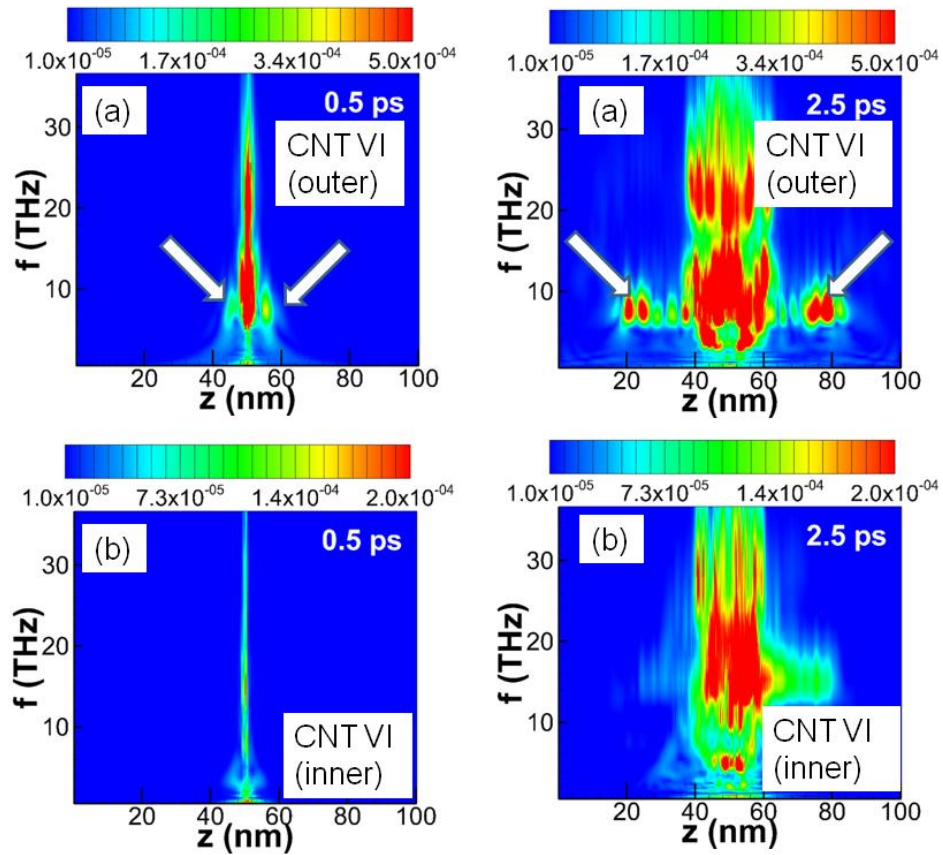 1.0x10-05 1.7x10-04 3.4x10-04 5.0x10-04
(a)
0.5 ps
CNT VI
(outer)
f (THz)
30
20
10
20 40 60 80 100
z (nm)
1.0x10-05 1.7x10-04 3.4x10-04 5.0x10-04
(a)
2.5 ps
CNT VI
(outer)
f (THz)
30
20
10
20 40 60 80 100
z (nm)
1.0x10-05 7.3x10-05 1.4x10-04 2.0x10-04
(b)
0.5 ps
CNT VI
(inner)
f (THz)
30
20
10
20 40 60 80 100
z (nm)
1.0x10-05 7.3x10-05 1.4x10-04 2.0x10-04
(b)
2.5 ps
CNT VI
(inner)
f (THz)
30
20
10
20 40 60 80 100
z (nm)